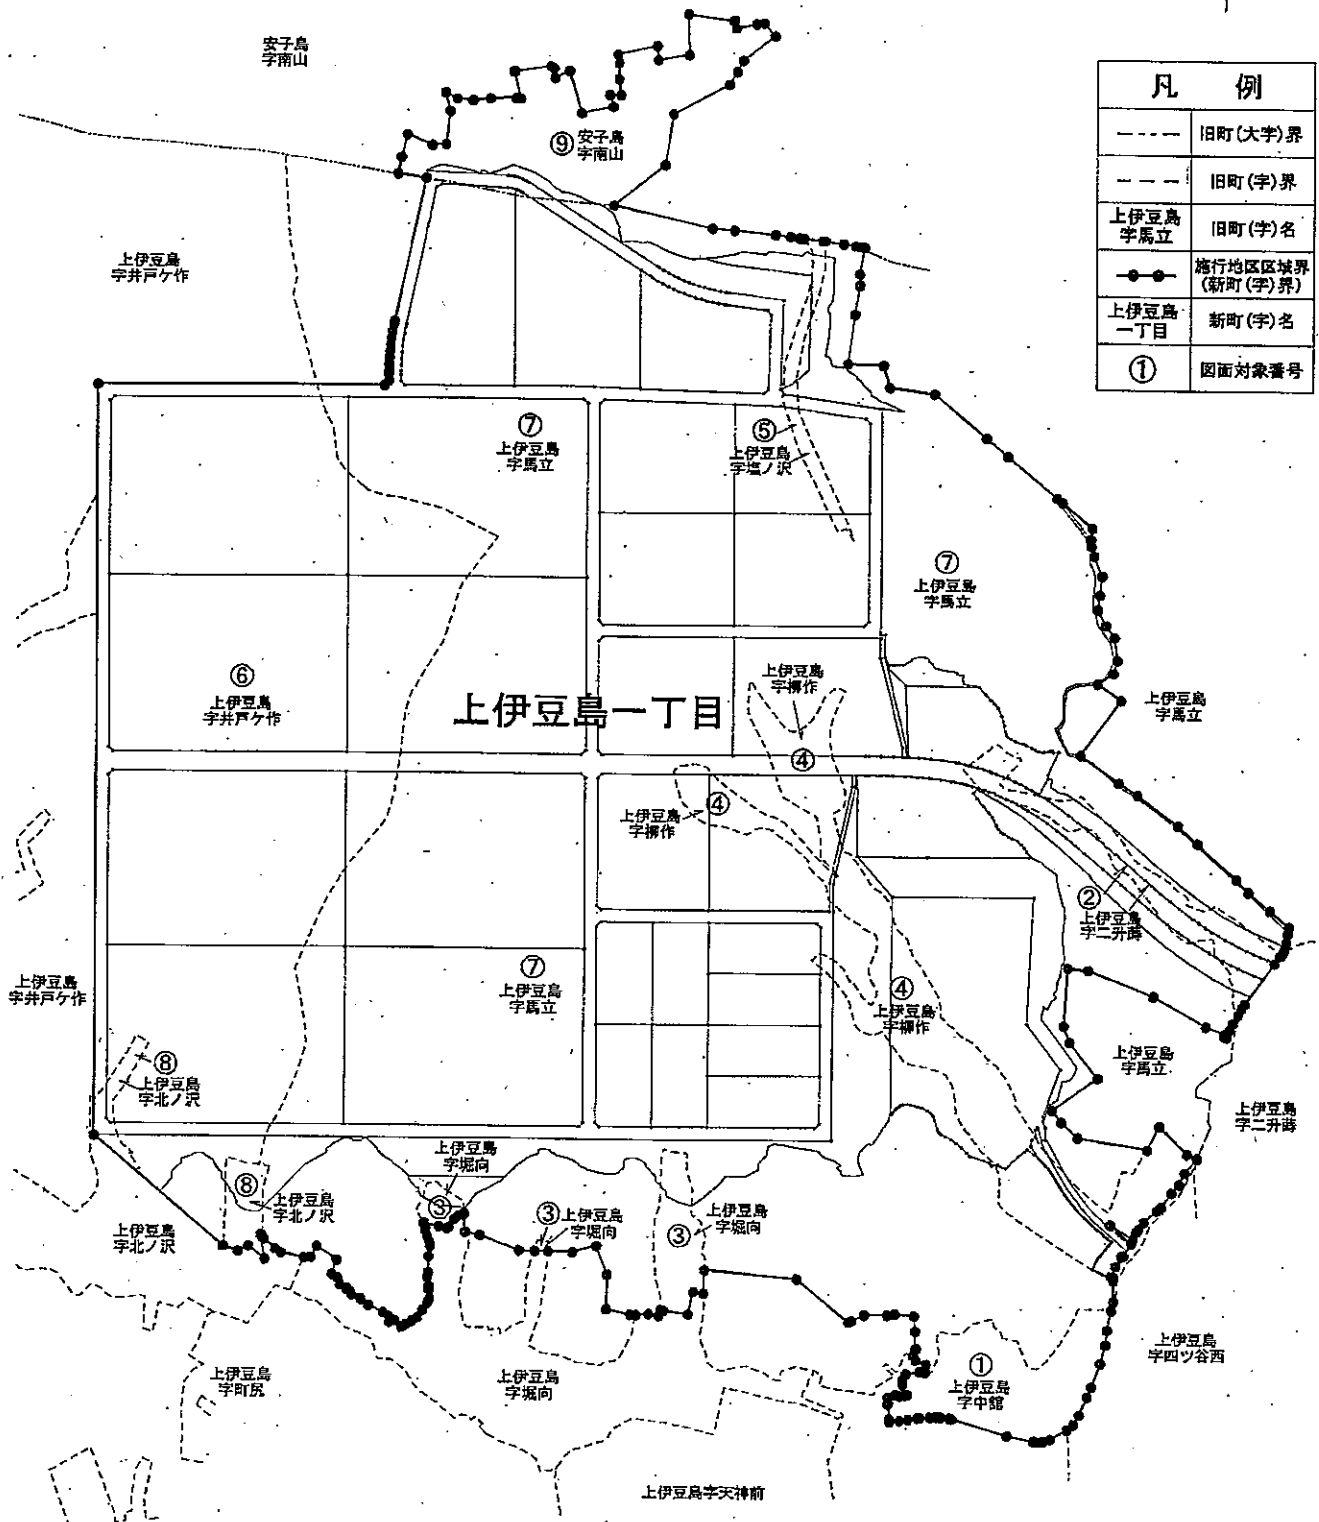 安子島
字南山
凡 例
旧町(大字)界
旧町(字)界
上伊豆島
字馬立
旧町(字)名
施行地区区域界
(新町(字)界)
上伊豆島
一丁目
新町(字)名
①
図面対象番号
⑨
安子島
字南山
上伊豆島
字井戸ケ作
⑦
上伊豆島
字馬立
⑤
上伊豆島
字塩ノ沢
⑦
上伊豆島
字馬立
⑥
上伊豆島
字井戸ケ作
上伊豆島一丁目
上伊豆島
字柳作
④
上伊豆島
字馬立
④
上伊豆島
字柳作
②
上伊豆島
字二升蒔
上伊豆島
字井戸ケ作
⑦
上伊豆島
字馬立
④
上伊豆島
字柳作
⑧
上伊豆島
字北ノ沢
上伊豆島
字馬立
上伊豆島
字二升蒔
上伊豆島
字堀向
③
⑧
上伊豆島
字北ノ沢
③
上伊豆島
字堀向
③
上伊豆島
字堀向
上伊豆島
字北ノ沢
上伊豆島
字町尻
上伊豆島
字堀向
①
上伊豆島
字中館
上伊豆島
字四ツ谷西
上伊豆島字天神前